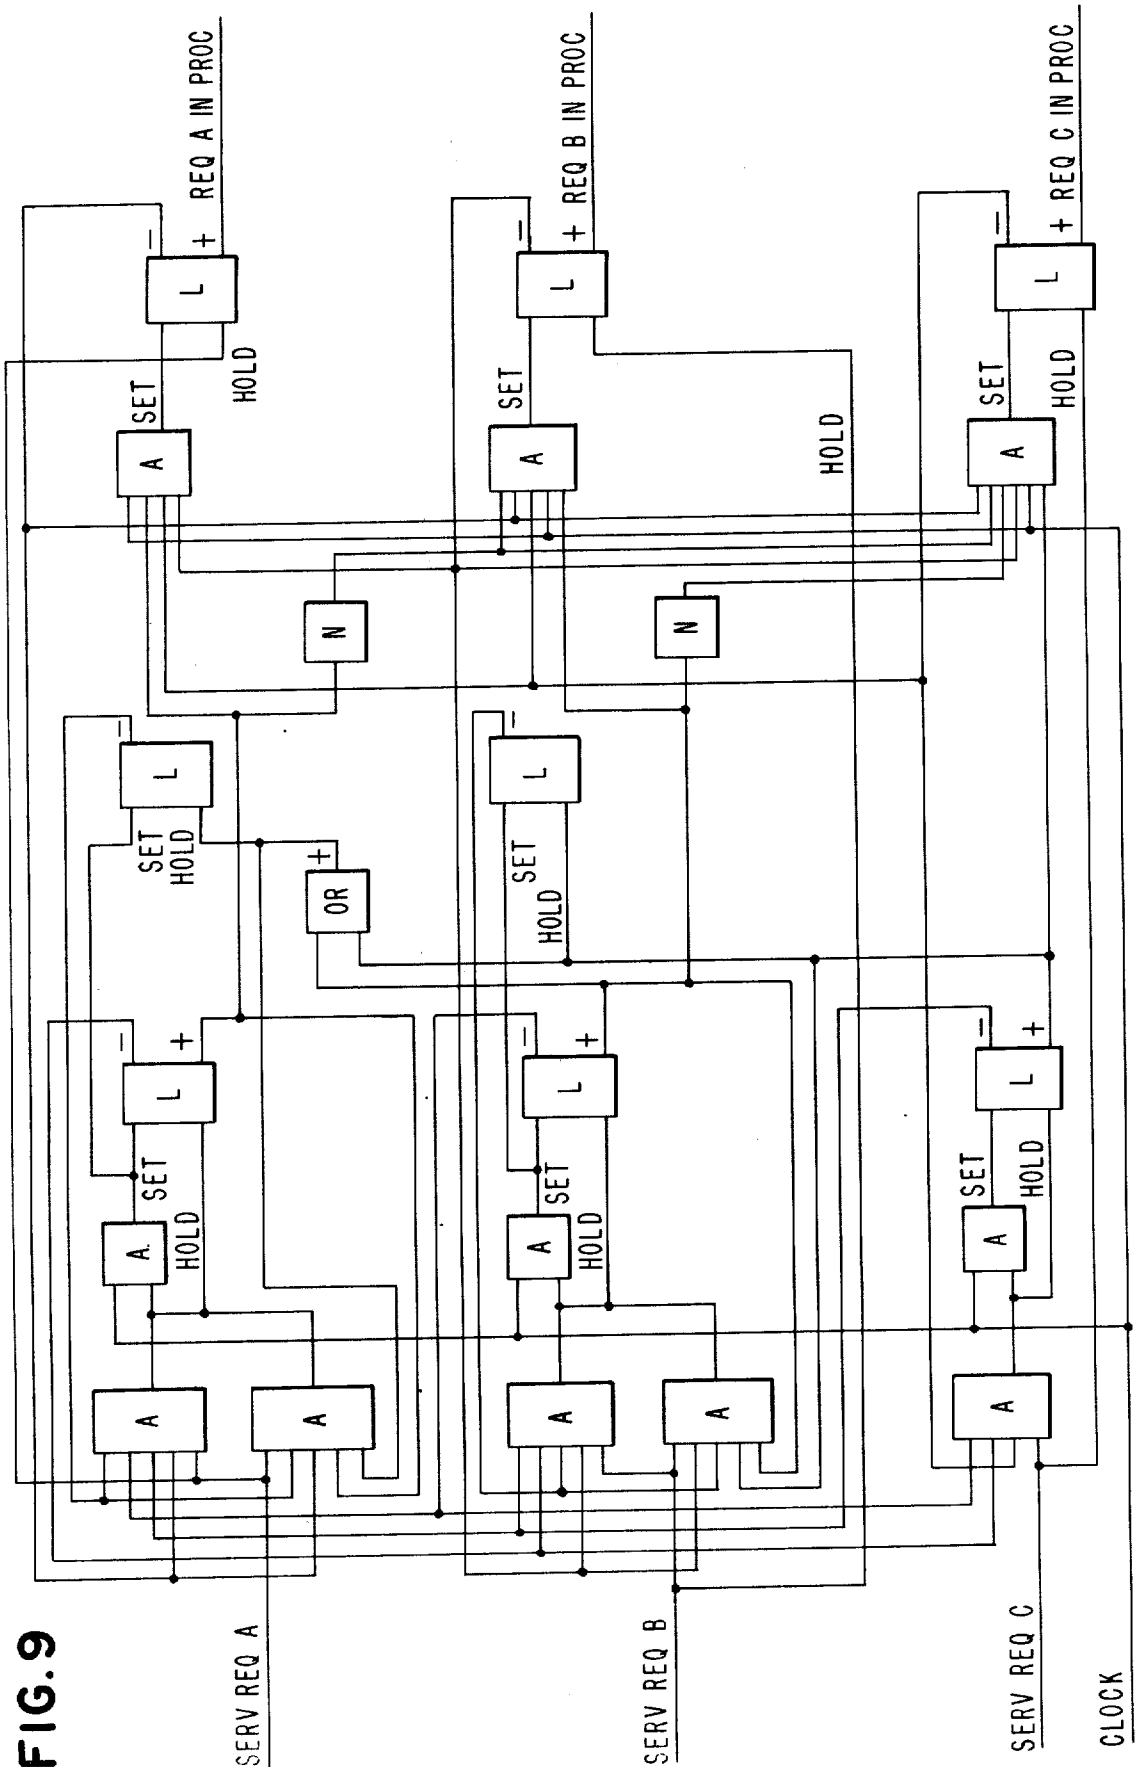 FIG.9
− + REQ A IN PROC
L
SET
HOLD
A
− + REQ B IN PROC
L
SET
HOLD
A
− + REQ C IN PROC
L
SET
HOLD
A
N
N
−
L
SET
HOLD
+
OR
−
L
SET
HOLD
− +
L
SET
HOLD
A
− +
L
SET
HOLD
A
− +
L
SET
HOLD
A
A
A
A
A
A
SERV REQ A
SERV REQ B
SERV REQ C
CLOCK